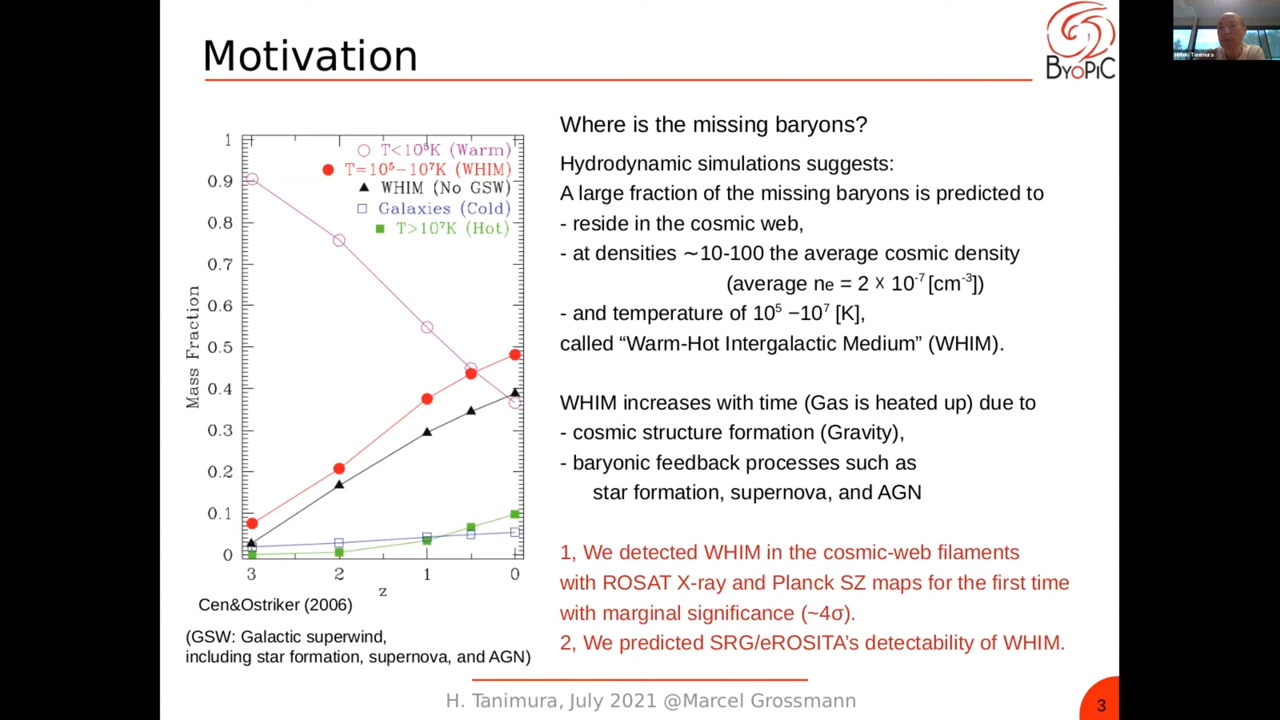 Motivation
ByoPiC
Hideki Tanimura
1
0.9
0.8
0.7
0.6
0.5
0.4
0.3
0.2
0.1
0
Mass Fraction
T<10⁵K (Warm)
T=10⁵−10⁷K (WHIM)
WHIM (No GSW)
Galaxies (Cold)
T>10⁷K (Hot)
3
2
1
0
z
Cen&Ostriker (2006)
(GSW: Galactic superwind,
including star formation, supernova, and AGN)
Where is the missing baryons?
Hydrodynamic simulations suggests:
A large fraction of the missing baryons is predicted to
- reside in the cosmic web,
- at densities ~10-100 the average cosmic density
(average ne = 2 × 10⁻⁷ [cm⁻³])
- and temperature of 10⁵ −10⁷ [K],
called “Warm-Hot Intergalactic Medium” (WHIM).
WHIM increases with time (Gas is heated up) due to
- cosmic structure formation (Gravity),
- baryonic feedback processes such as
star formation, supernova, and AGN
1, We detected WHIM in the cosmic-web filaments
with ROSAT X-ray and Planck SZ maps for the first time
with marginal significance (~4σ).
2, We predicted SRG/eROSITA’s detectability of WHIM.
H. Tanimura, July 2021 @Marcel Grossmann
3